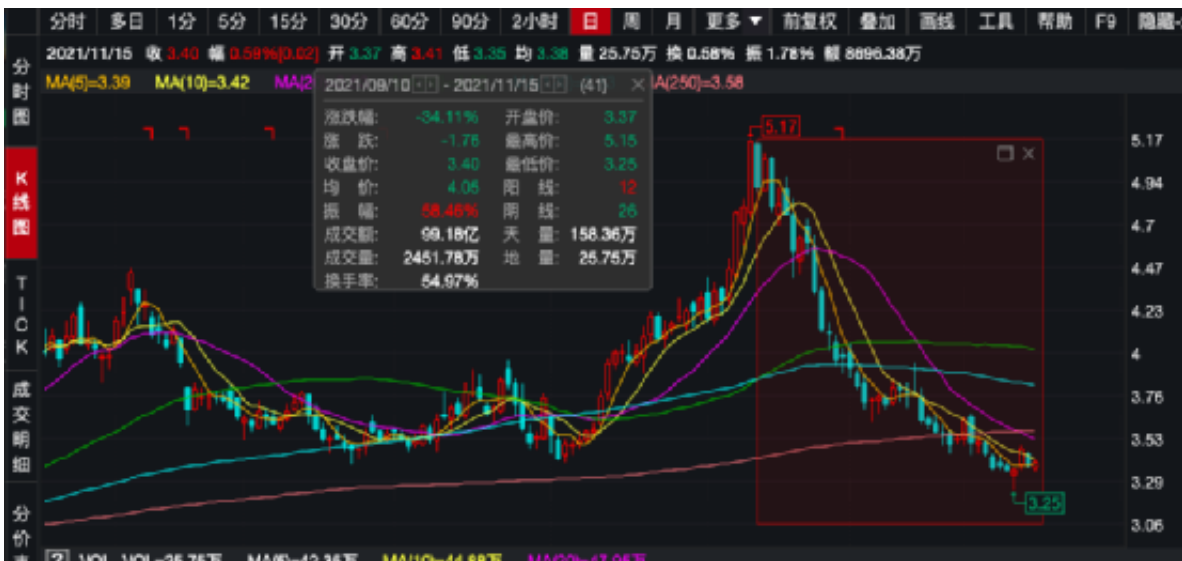 分时 多日 1分 5分 15分 30分 60分 90分 2小时 日 周 月 更多 ▼ 前复权 叠加 画线 工具 帮助 F9 隐藏
2021/11/15 收 3.40 幅 0.59%[0.02] 开 3.37 高 3.41 低 3.35 均 3.38 量 25.75万 换 0.58% 振 1.78% 额 8696.38万
MA(5)=3.39 MA(10)=3.42 MA(2 A(250)=3.58
2021/09/10 - 2021/11/15 (41) ×
涨跌幅: -34.11% 开盘价: 3.37
涨 跌: -1.76 最高价: 5.15
收盘价: 3.40 最低价: 3.25
均 价: 4.05 阳 线: 12
振 幅: 58.46% 阴 线: 26
成交额: 99.18亿 天 量: 158.36万
成交量: 2451.78万 地 量: 25.75万
换手率: 54.97%
分时图
K线图
TICK
成交明细
分价
5.17
3.25
5.17
4.94
4.7
4.47
4.23
4
3.76
3.53
3.29
3.06